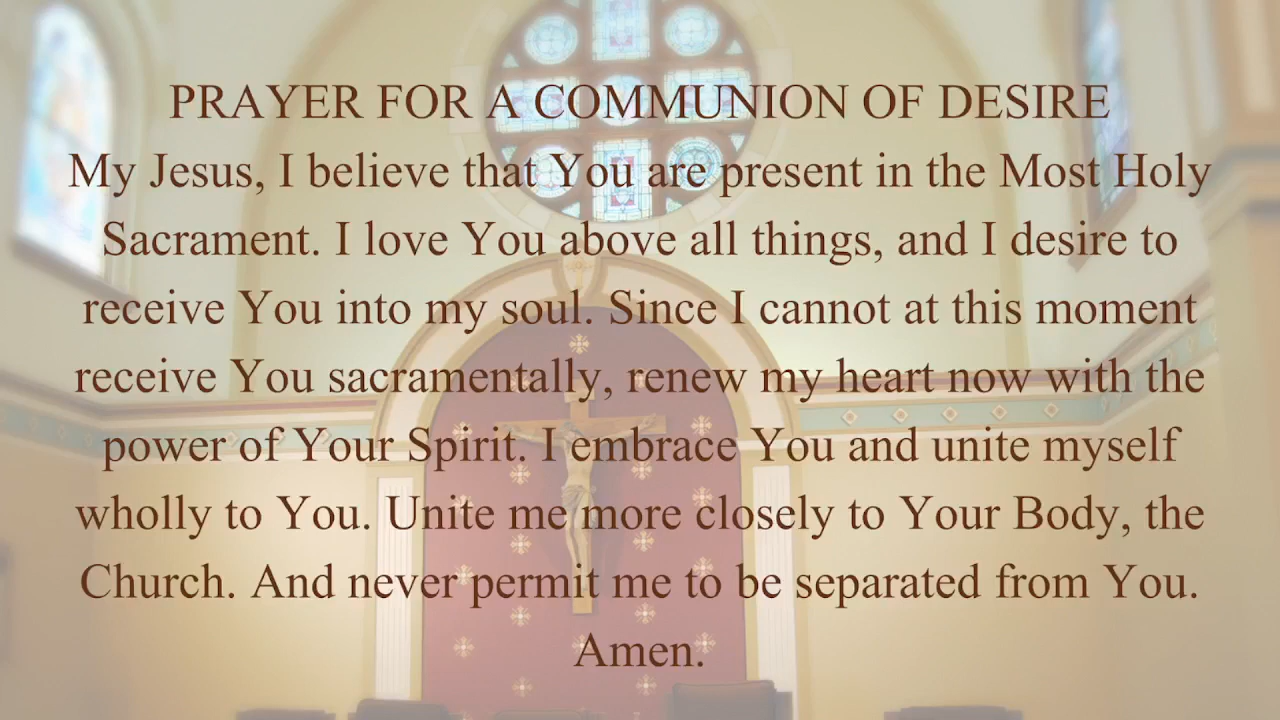 PRAYER FOR A COMMUNION OF DESIRE
My Jesus, I believe that You are present in the Most Holy
Sacrament. I love You above all things, and I desire to
receive You into my soul. Since I cannot at this moment
receive You sacramentally, renew my heart now with the
power of Your Spirit. I embrace You and unite myself
wholly to You. Unite me more closely to Your Body, the
Church. And never permit me to be separated from You.
Amen.